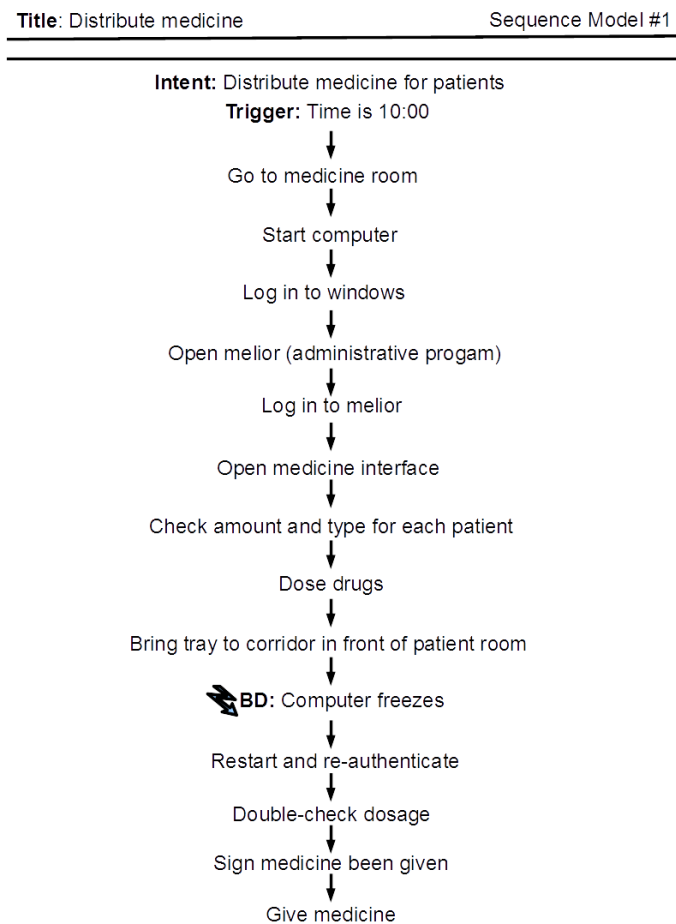 Title: Distribute medicine Sequence Model #1
Intent: Distribute medicine for patients
Trigger: Time is 10:00
Go to medicine room
Start computer
Log in to windows
Open melior (administrative progam)
Log in to melior
Open medicine interface
Check amount and type for each patient
Dose drugs
Bring tray to corridor in front of patient room
BD: Computer freezes
Restart and re-authenticate
Double-check dosage
Sign medicine been given
Give medicine